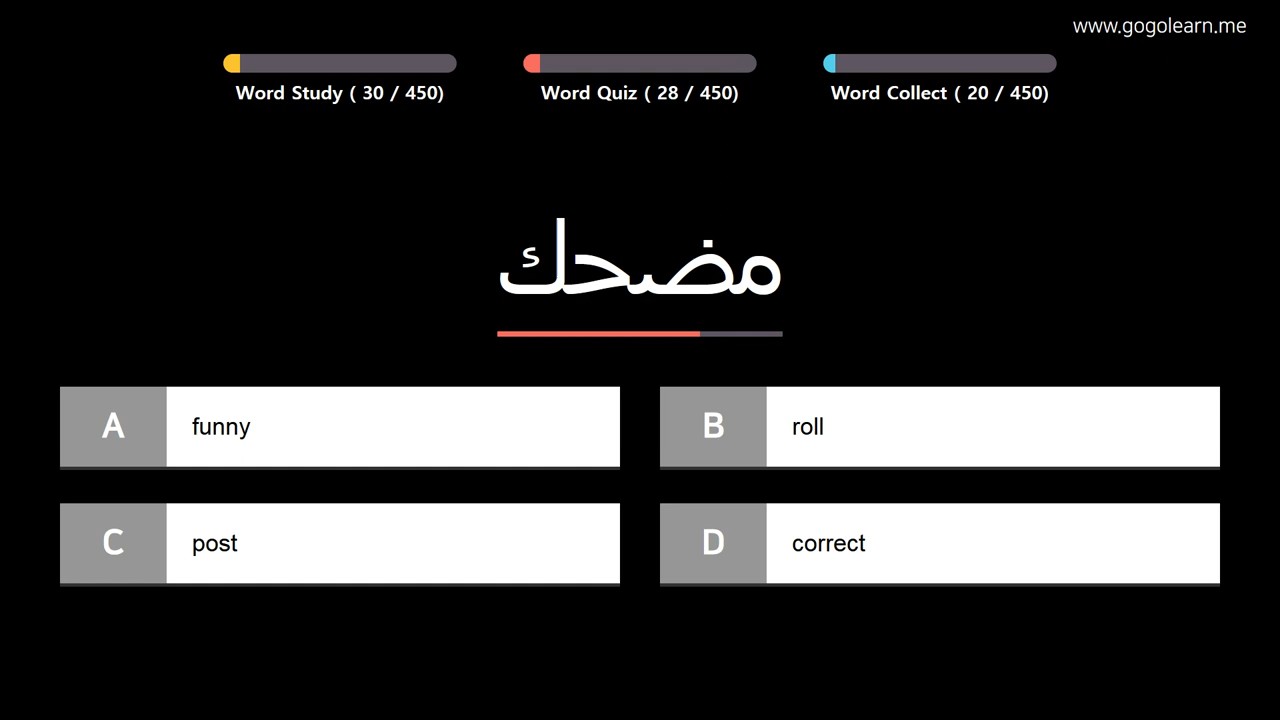 www.gogolearn.me
Word Study ( 30 / 450)
Word Quiz ( 28 / 450)
Word Collect ( 20 / 450)
مضحك
A funny
B roll
C post
D correct